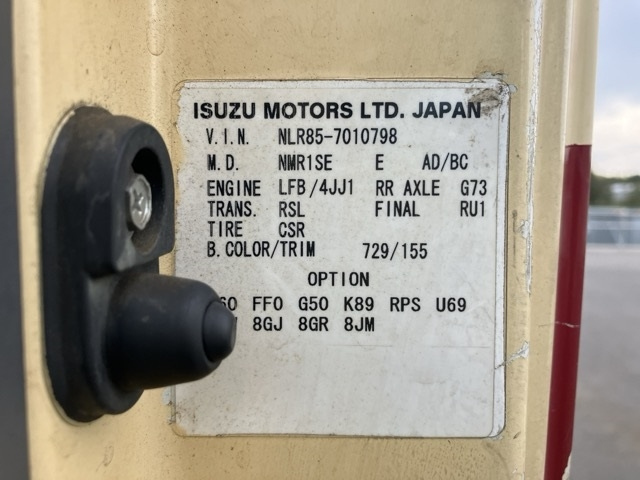 ISUZU MOTORS LTD. JAPAN
V.I.N. NLR85-7010798
M.D. NMR1SE E AD/BC
ENGINE LFB/4JJ1 RR AXLE G73
TRANS. RSL FINAL RU1
TIRE CSR
B.COLOR/TRIM 729/155
OPTION
FF0 G50 K89 RPS U69
8GJ 8GR 8JM